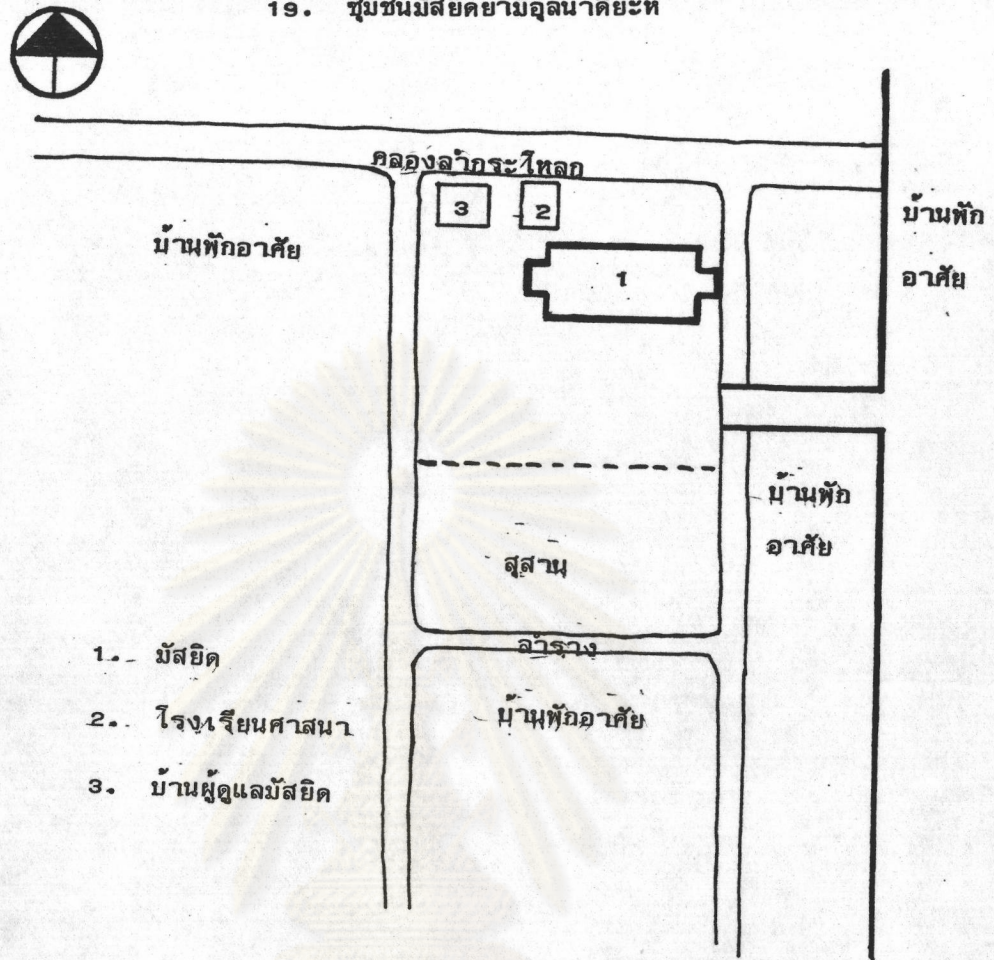 19. ชุมชนมัสยิดยามิอุลนาดียะห์
คลองลำกระโหลก
3
2
บ้านพัก
อาศัย
บ้านพักอาศัย
1
บ้านพัก
อาศัย
สุสาน
ลำราง
1. มัสยิด
บ้านพักอาศัย
2. โรงเรียนศาสนา
3. บ้านผู้ดูแลมัสยิด